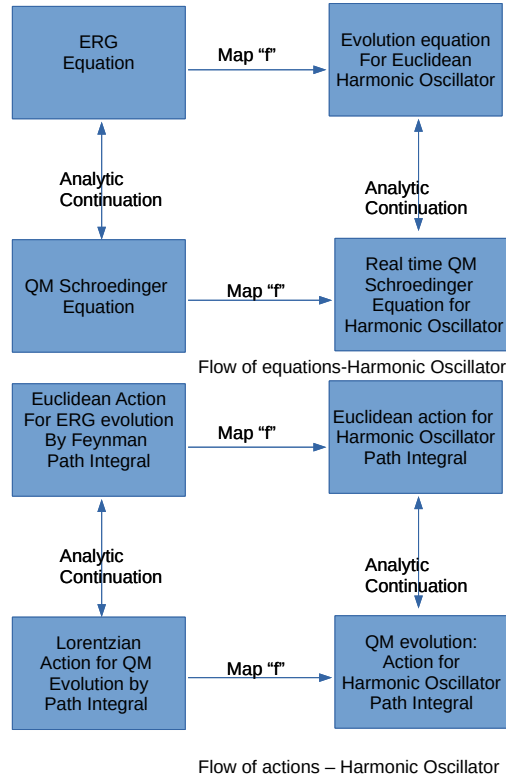 ERG
Equation
Map “f”
Evolution equation
For Euclidean
Harmonic Oscillator
Analytic
Continuation
Analytic
Continuation
QM Schroedinger
Equation
Map “f”
Real time QM
Schroedinger
Equation for
Harmonic Oscillator
Flow of equations-Harmonic Oscillator
Euclidean Action
For ERG evolution
By Feynman
Path Integral
Map “f”
Euclidean action for
Harmonic Oscillator
Path Integral
Analytic
Continuation
Analytic
Continuation
Lorentzian
Action for QM
Evolution by
Path Integral
Map “f”
QM evolution:
Action for
Harmonic Oscillator
Path Integral
Flow of actions – Harmonic Oscillator